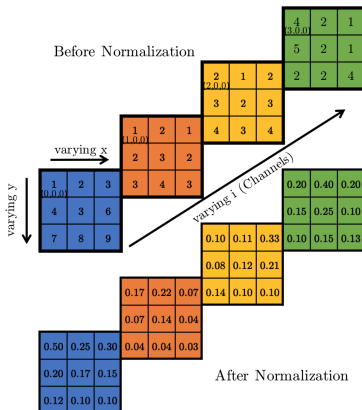 Before Normalization
4 2 1
(3,0,0)
5 2 1
2 2 4
2 1 2
(2,0,0)
3 2 3
4 3 4
1 2 1
(1,0,0)
2 3 2
3 4 3
varying x
1 2 3
(0,0,0)
4 3 6
7 8 9
varying y
varying i (Channels)
0.20 0.40 0.20
0.15 0.25 0.10
0.10 0.15 0.13
0.10 0.11 0.33
0.08 0.12 0.21
0.14 0.10 0.10
0.17 0.22 0.07
0.07 0.14 0.04
0.04 0.04 0.03
0.50 0.25 0.30
0.20 0.17 0.15
0.12 0.10 0.10
After Normalization